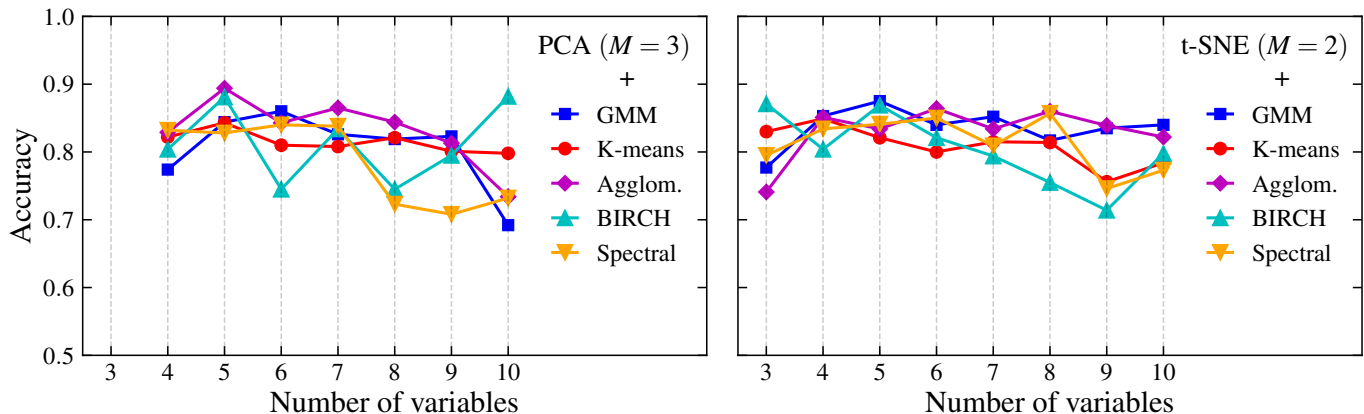 1.0
0.9
0.8
0.7
0.6
0.5
Accuracy
3 4 5 6 7 8 9 10
Number of variables
PCA (M = 3)
+
GMM
K-means
Agglom.
BIRCH
Spectral
3 4 5 6 7 8 9 10
Number of variables
t-SNE (M = 2)
+
GMM
K-means
Agglom.
BIRCH
Spectral